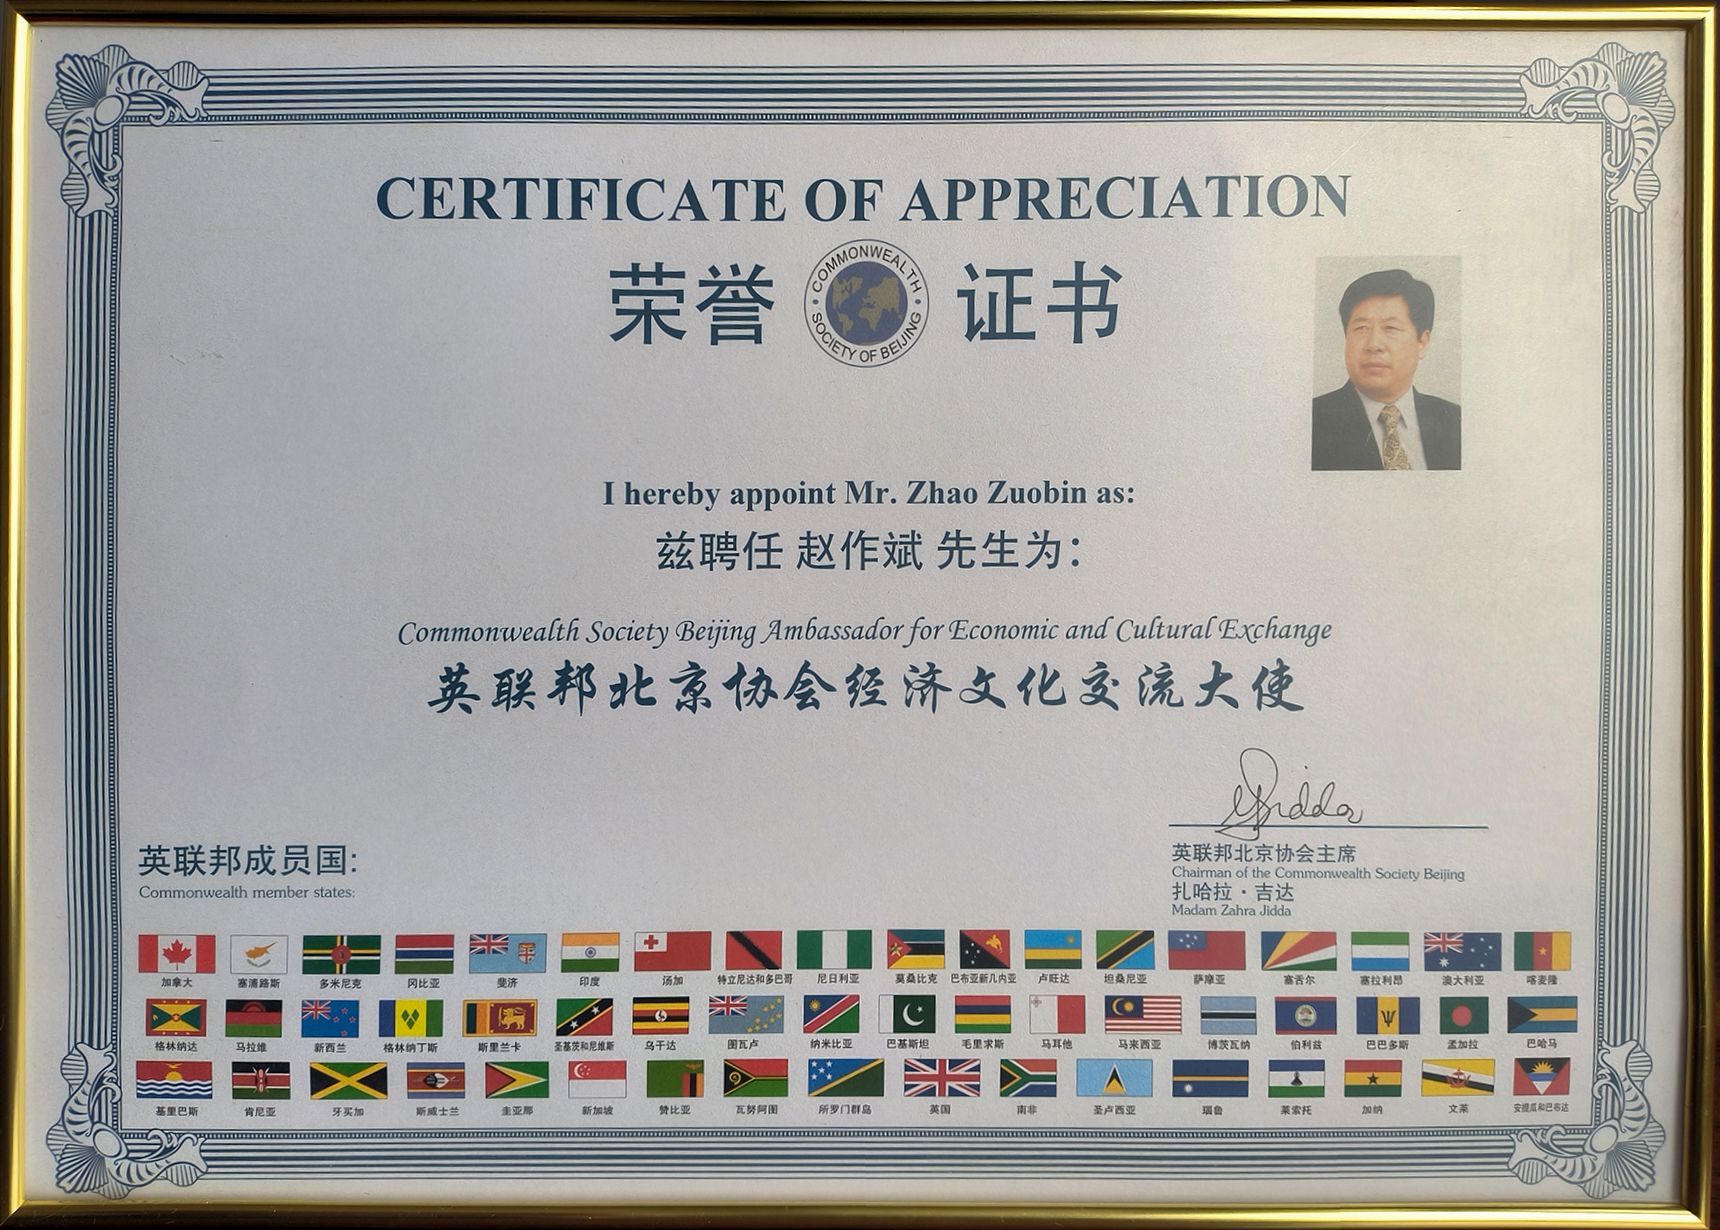 CERTIFICATE OF APPRECIATION
荣誉 证书
COMMONWEALTH SOCIETY OF BEIJING
I hereby appoint Mr. Zhao Zuobin as:
兹聘任 赵作斌 先生为：
Commonwealth Society Beijing Ambassador for Economic and Cultural Exchange
英联邦北京协会经济文化交流大使
Jidda
英联邦北京协会主席
Chairman of the Commonwealth Society Beijing
扎哈拉·吉达
Madam Zahra Jidda
英联邦成员国：
Commonwealth member states:
加拿大 塞浦路斯 多米尼克 冈比亚 斐济 印度 汤加 特立尼达和多巴哥 尼日利亚 莫桑比克 巴布亚新几内亚 卢旺达 坦桑尼亚 萨摩亚 塞舌尔 塞拉利昂 澳大利亚 喀麦隆
格林纳达 马拉维 新西兰 格林纳丁斯 斯里兰卡 圣基茨和尼维斯 乌干达 图瓦卢 纳米比亚 巴基斯坦 毛里求斯 马耳他 马来西亚 博茨瓦纳 伯利兹 巴巴多斯 孟加拉 巴哈马
基里巴斯 肯尼亚 牙买加 斯威士兰 圭亚那 新加坡 赞比亚 瓦努阿图 所罗门群岛 英国 南非 圣卢西亚 瑙鲁 莱索托 加纳 文莱 安提瓜和巴布达